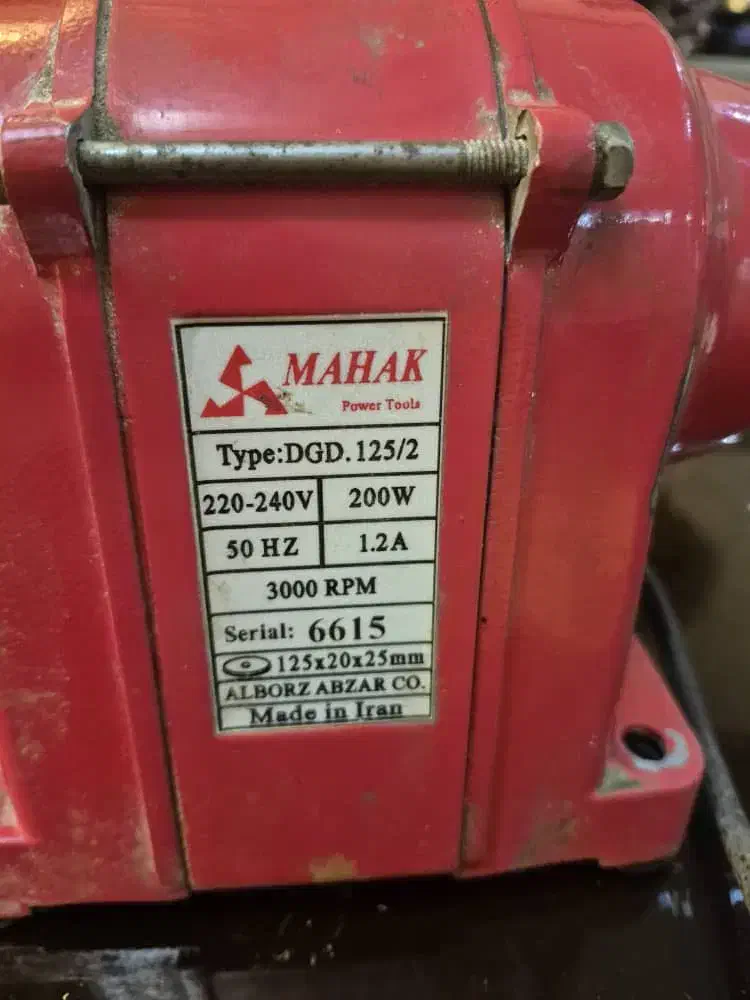 MAHAK
Power Tools
Type:DGD.125/2
220-240V 200W
50 HZ 1.2A
3000 RPM
Serial: 6615
125x20x25mm
ALBORZ ABZAR CO.
Made in Iran